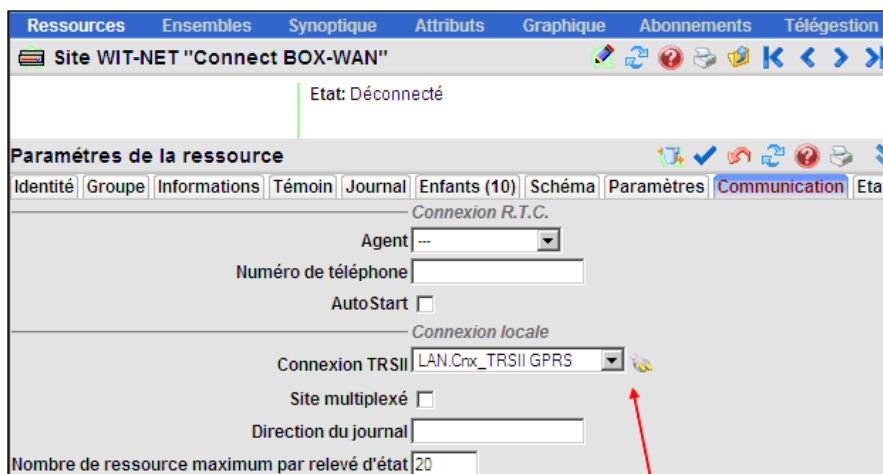 Ressources Ensembles Synoptique Attributs Graphique Abonnements Télégestion
Site WIT-NET "Connect BOX-WAN"
Etat: Déconnecté
Paramétres de la ressource
Identité Groupe Informations Témoin Journal Enfants (10) Schéma Paramètres Communication Eta
Connexion R.T.C.
Agent ---
Numéro de téléphone
AutoStart
Connexion locale
Connexion TRSII LAN.Cnx_TRSII GPRS
Site multiplexé
Direction du journal
Nombre de ressource maximum par relevé d'état 20